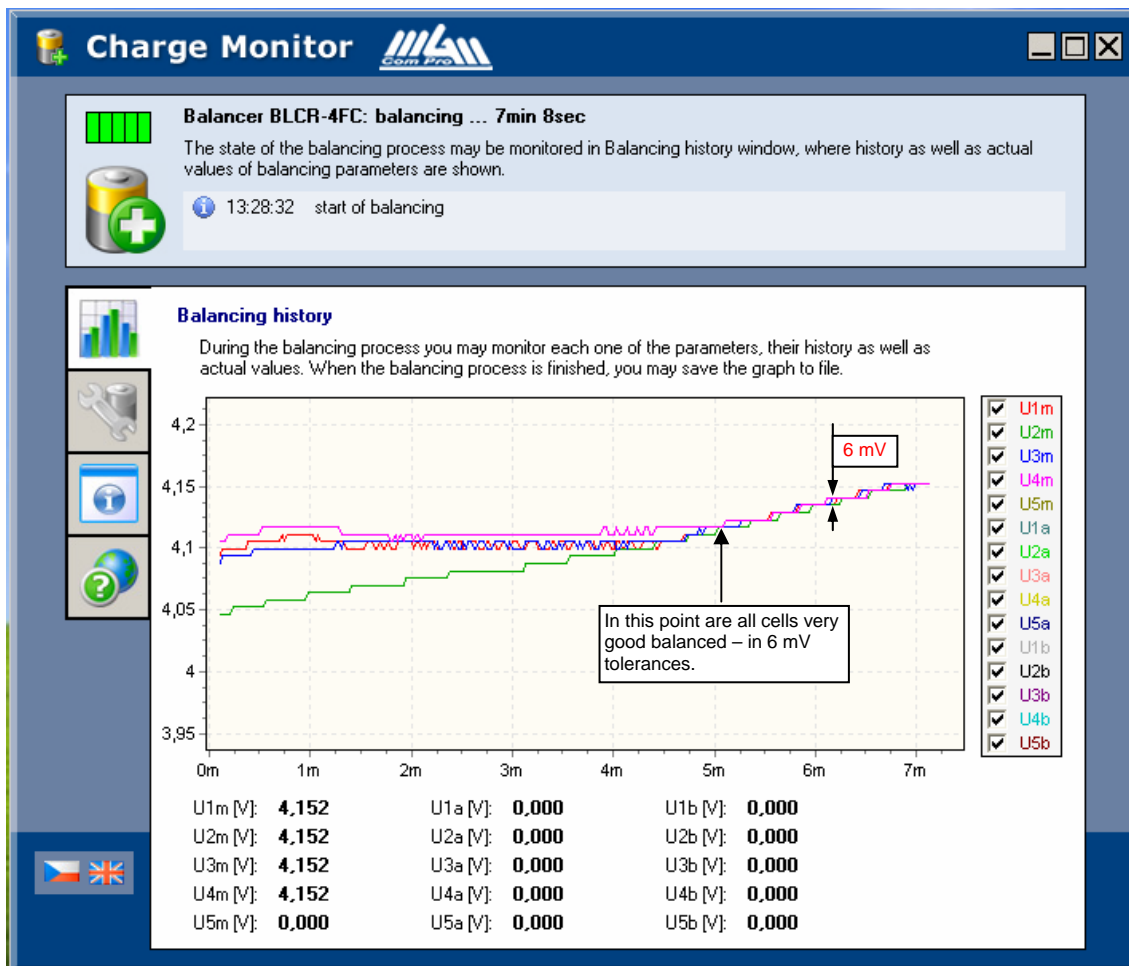 Charge Monitor
MGM
Com Pro
Balancer BLCR-4FC: balancing ... 7min 8sec
The state of the balancing process may be monitored in Balancing history window, where history as well as actual
values of balancing parameters are shown.
13:28:32 start of balancing
Balancing history
During the balancing process you may monitor each one of the parameters, their history as well as
actual values. When the balancing process is finished, you may save the graph to file.
4,2
4,15
4,1
4,05
4
3,95
6 mV
In this point are all cells very
good balanced – in 6 mV
tolerances.
0m 1m 2m 3m 4m 5m 6m 7m
U1m
U2m
U3m
U4m
U5m
U1a
U2a
U3a
U4a
U5a
U1b
U2b
U3b
U4b
U5b
U1m [V]: 4,152 U1a [V]: 0,000 U1b [V]: 0,000
U2m [V]: 4,152 U2a [V]: 0,000 U2b [V]: 0,000
U3m [V]: 4,152 U3a [V]: 0,000 U3b [V]: 0,000
U4m [V]: 4,152 U4a [V]: 0,000 U4b [V]: 0,000
U5m [V]: 0,000 U5a [V]: 0,000 U5b [V]: 0,000